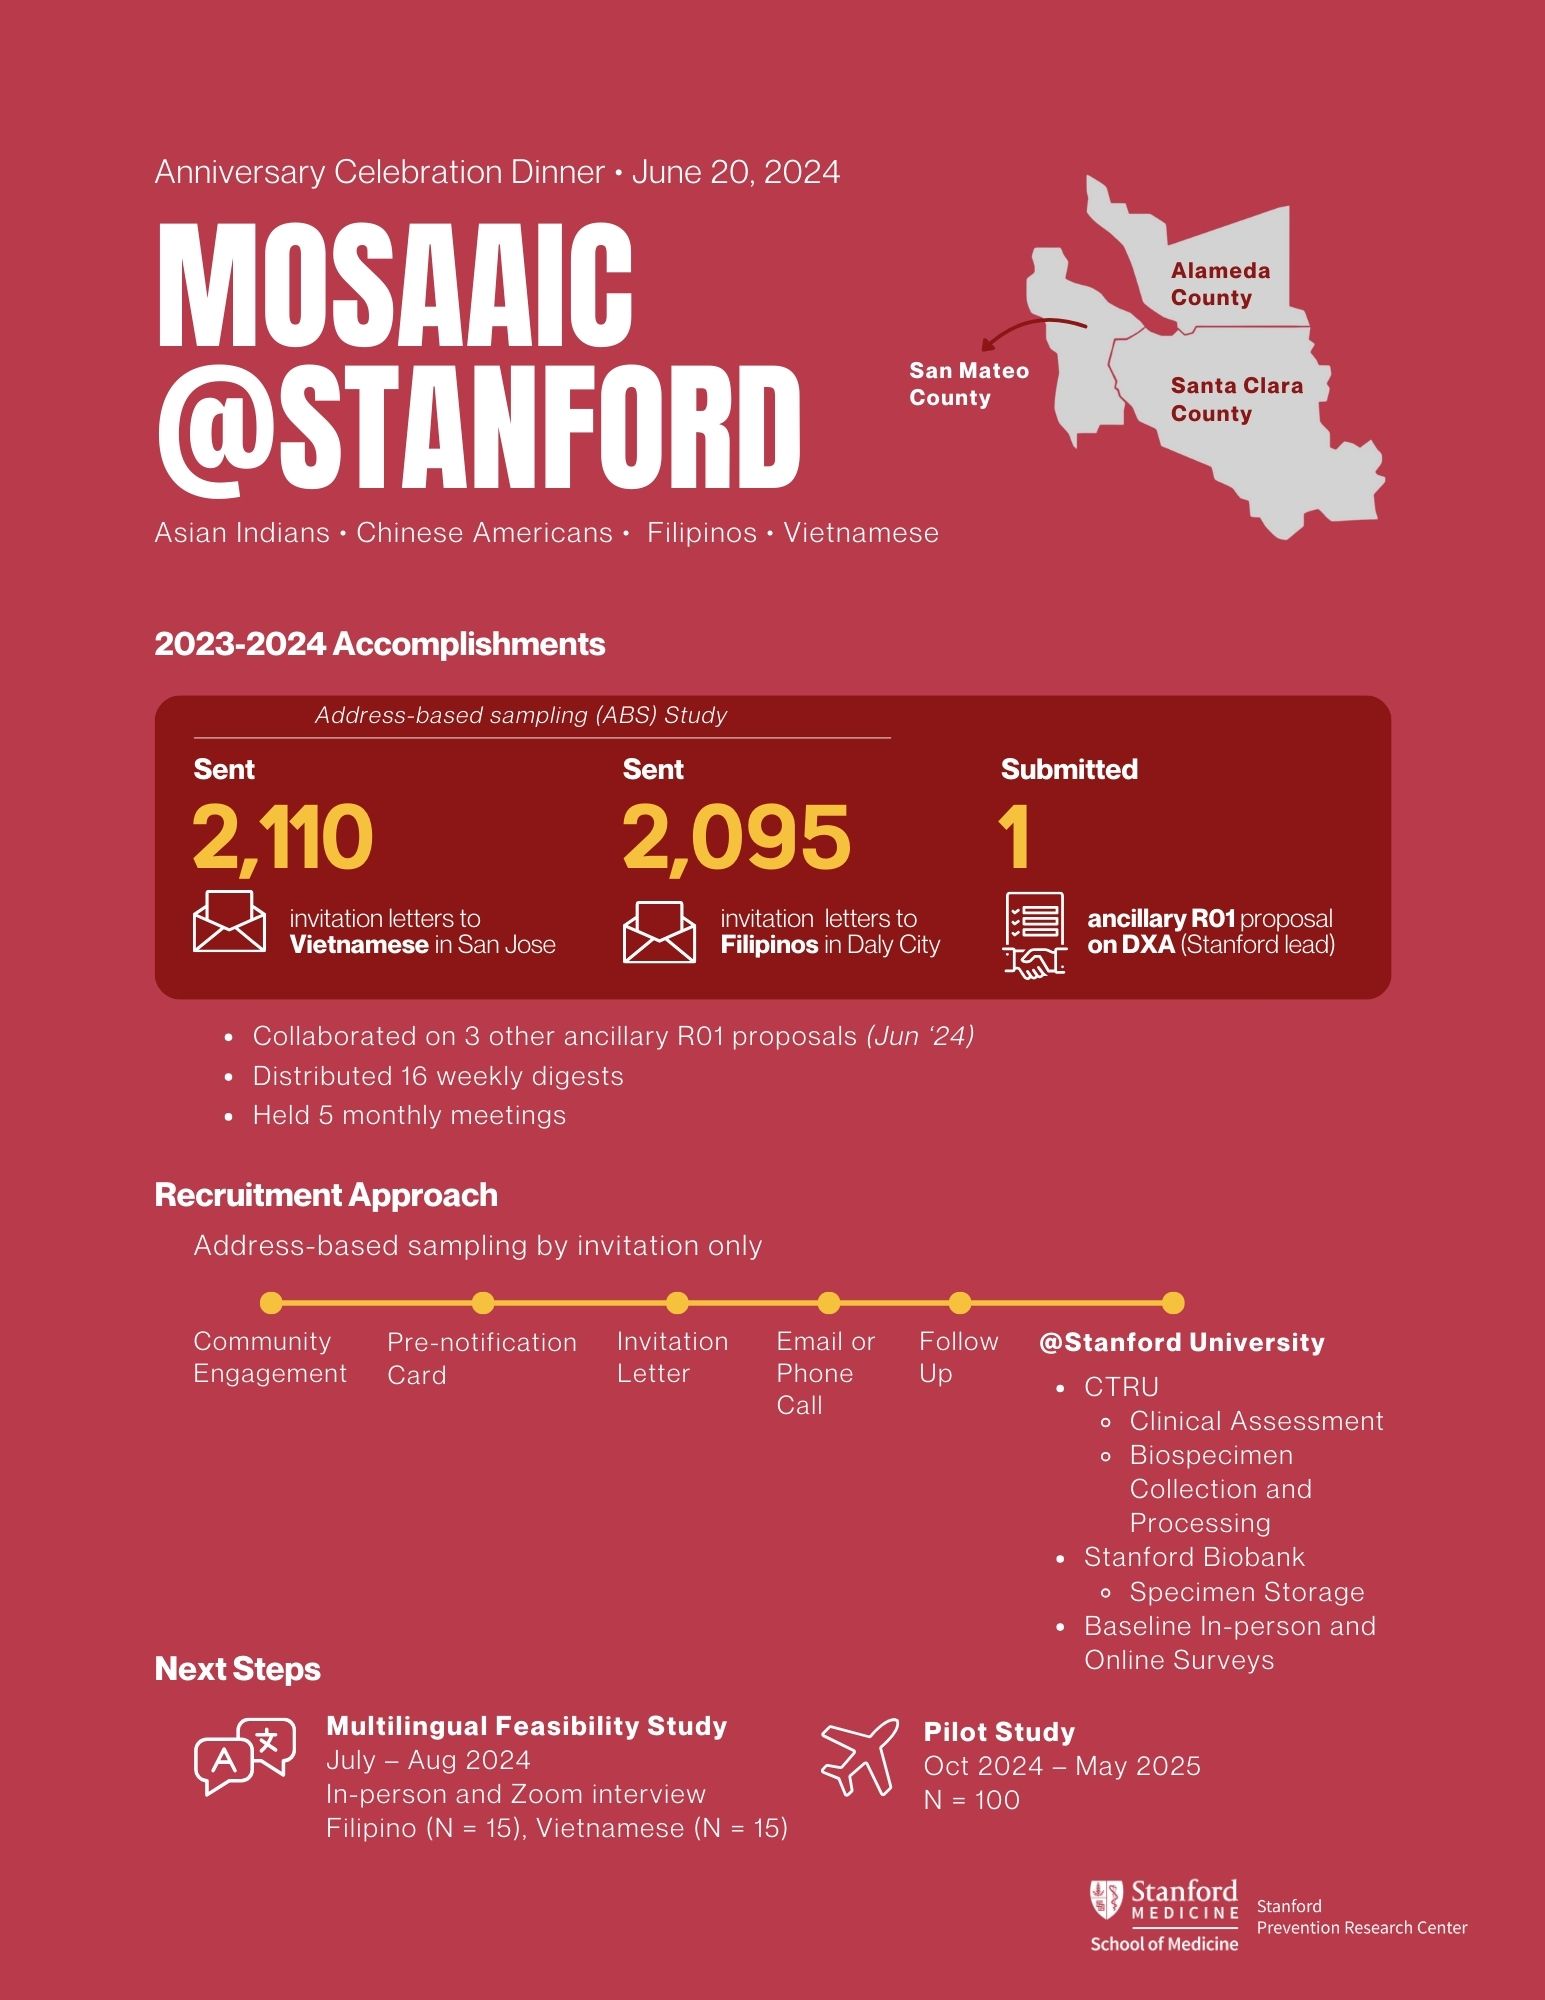 Anniversary Celebration Dinner • June 20, 2024
MOSAAIC
@STANFORD
Asian Indians • Chinese Americans • Filipinos • Vietnamese
Alameda
County
San Mateo
County
Santa Clara
County
2023-2024 Accomplishments
Address-based sampling (ABS) Study
Sent
2,110
invitation letters to
Vietnamese in San Jose
Sent
2,095
invitation letters to
Filipinos in Daly City
Submitted
1
ancillary R01 proposal
on DXA (Stanford lead)
• Collaborated on 3 other ancillary R01 proposals (Jun ‘24)
• Distributed 16 weekly digests
• Held 5 monthly meetings
Recruitment Approach
Address-based sampling by invitation only
Community
Engagement
Pre-notification
Card
Invitation
Letter
Email or
Phone
Call
Follow
Up
@Stanford University
• CTRU
◦ Clinical Assessment
◦ Biospecimen
Collection and
Processing
• Stanford Biobank
◦ Specimen Storage
• Baseline In-person and
Online Surveys
Next Steps
A
文
Multilingual Feasibility Study
July – Aug 2024
In-person and Zoom interview
Filipino (N = 15), Vietnamese (N = 15)
Pilot Study
Oct 2024 – May 2025
N = 100
Stanford
MEDICINE
School of Medicine
Stanford
Prevention Research Center